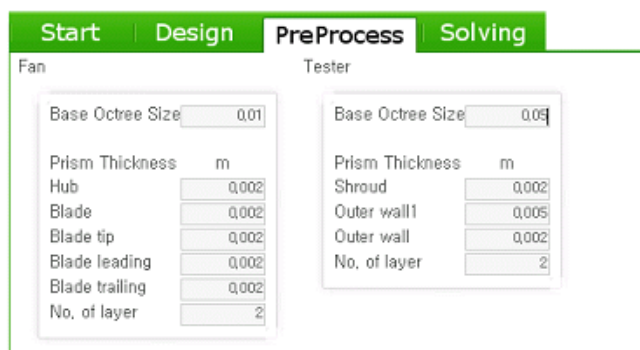 Start Design PreProcess Solving
Fan Tester
Base Octree Size 0,01
Prism Thickness m
Hub 0,002
Blade 0,002
Blade tip 0,002
Blade leading 0,002
Blade trailing 0,002
No, of layer 2
Base Octree Size 0,05
Prism Thickness m
Shroud 0,002
Outer wall1 0,005
Outer wall 0,002
No, of layer 2